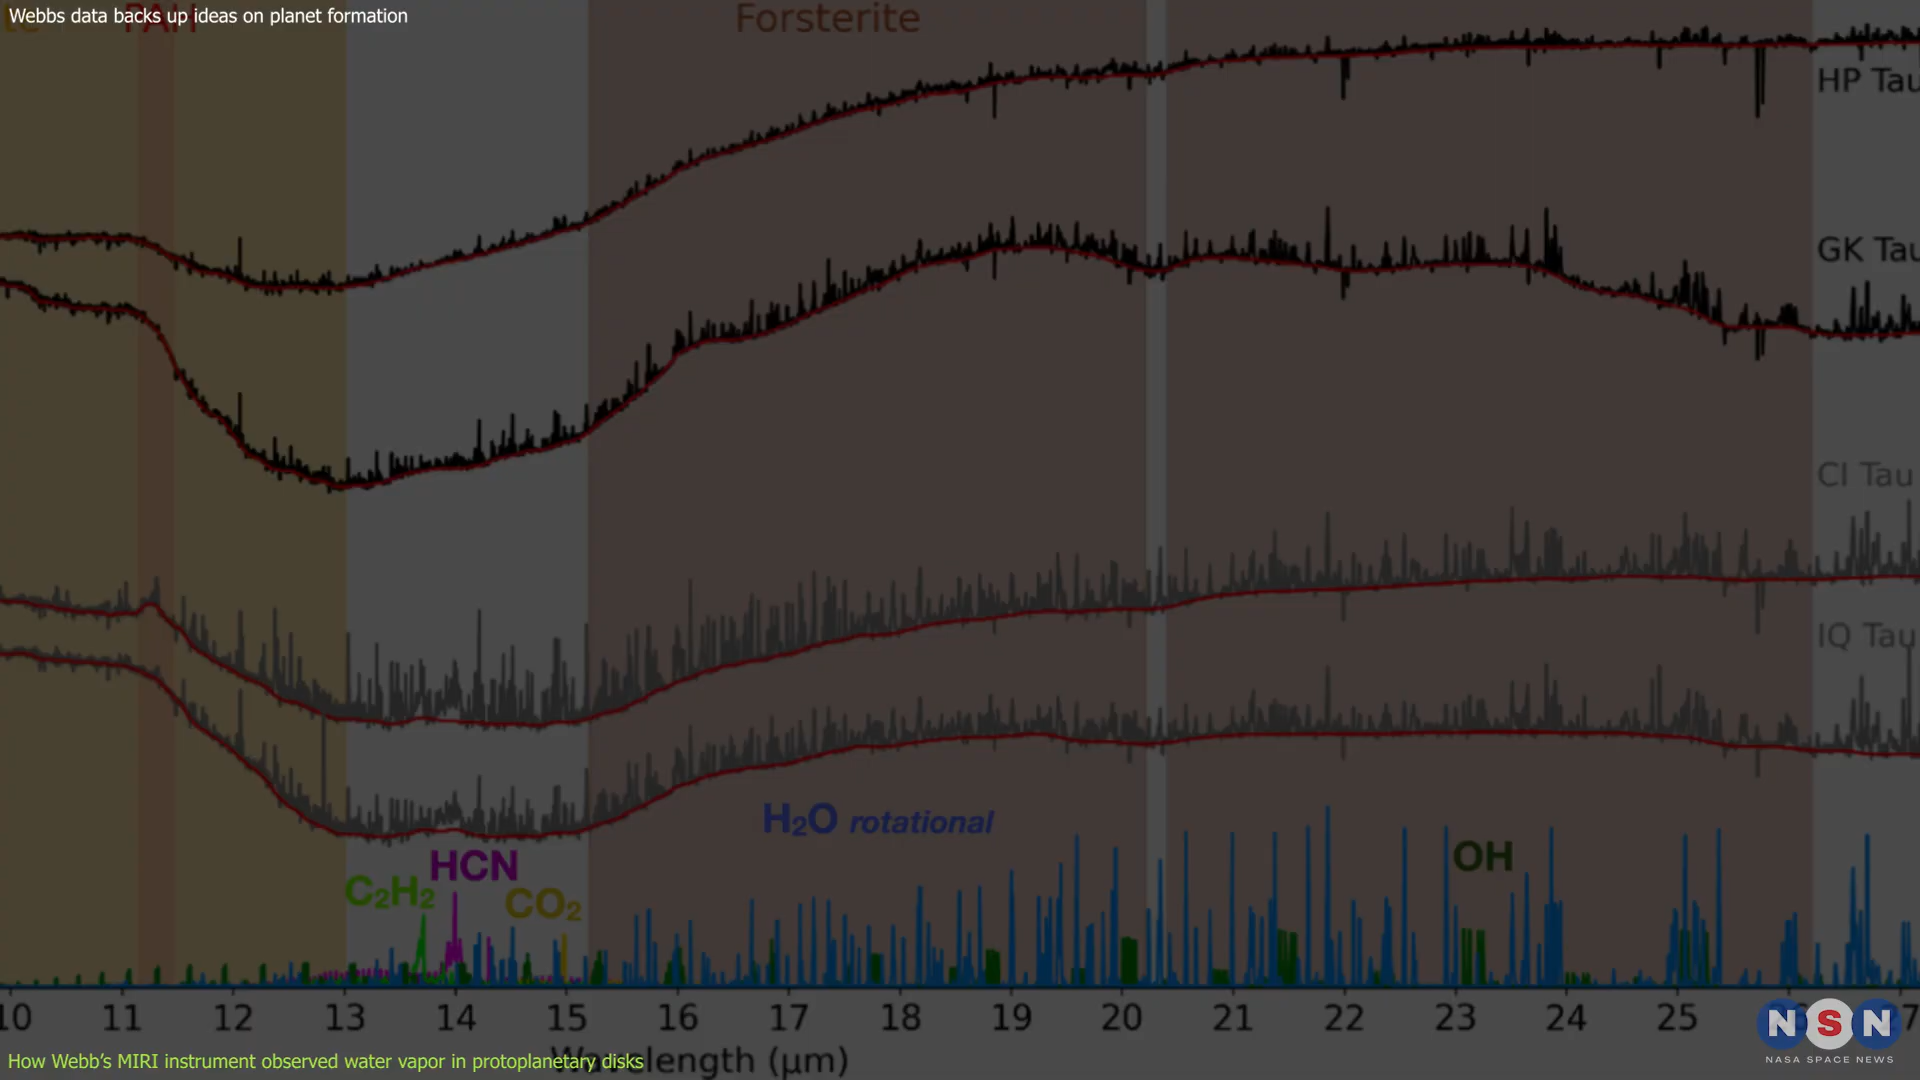 Webbs data backs up ideas on planet formation
PAH
Forsterite
HP Tau
GK Tau
CI Tau
IQ Tau
H₂O rotational
HCN
OH
C₂H₂
CO₂
10 11 12 13 14 15 16 17 18 19 20 21 22 23 24 25
NSN
NASA SPACE NEWS
Wavelength (μm)
How Webb’s MIRI instrument observed water vapor in protoplanetary disks